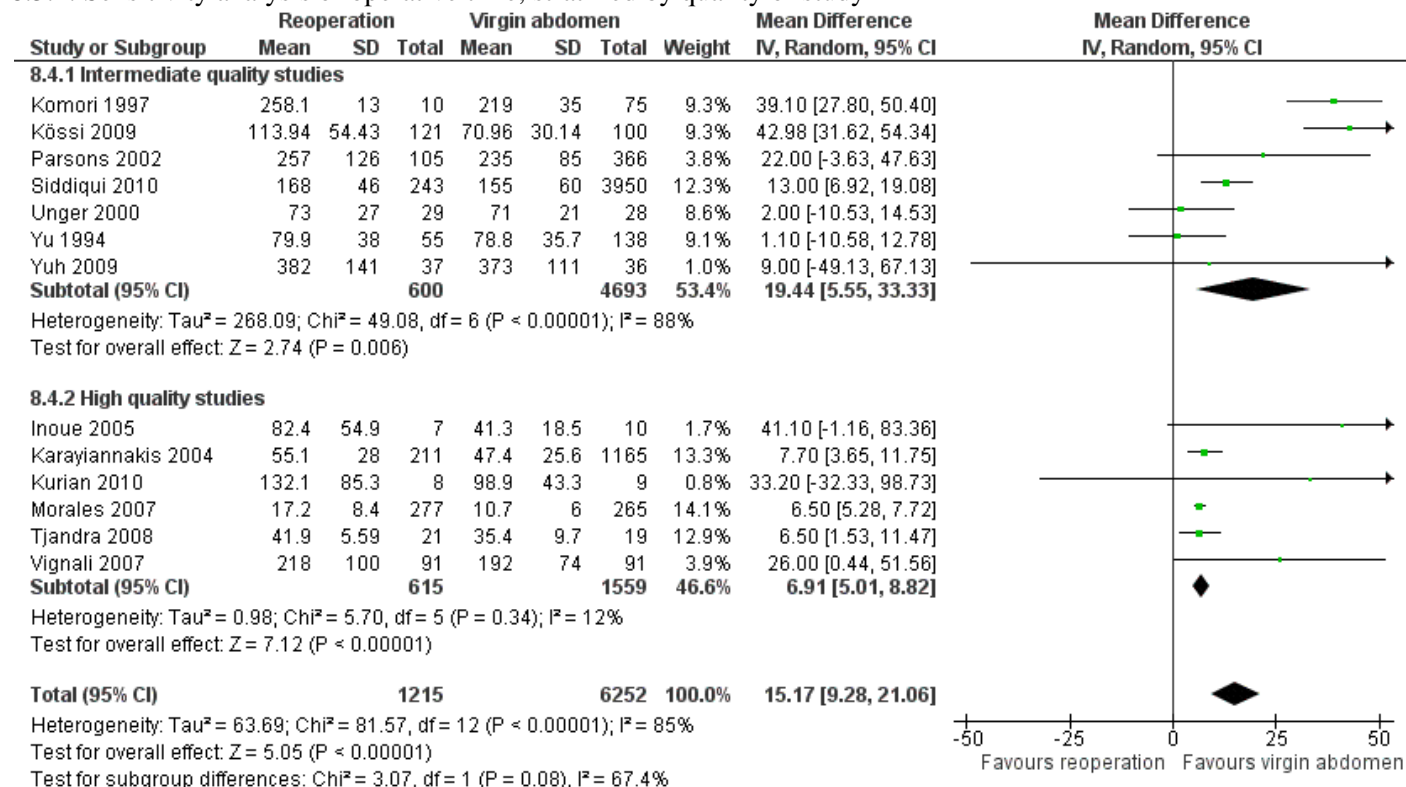 Reoperation Virgin abdomen Mean Difference Mean Difference
Study or Subgroup Mean SD Total Mean SD Total Weight IV, Random, 95% CI IV, Random, 95% CI
8.4.1 Intermediate quality studies
Komori 1997 258.1 13 10 219 35 75 9.3% 39.10 [27.80, 50.40]
Kössi 2009 113.94 54.43 121 70.96 30.14 100 9.3% 42.98 [31.62, 54.34]
Parsons 2002 257 126 105 235 85 366 3.8% 22.00 [-3.63, 47.63]
Siddiqui 2010 168 46 243 155 60 3950 12.3% 13.00 [6.92, 19.08]
Unger 2000 73 27 29 71 21 28 8.6% 2.00 [-10.53, 14.53]
Yu 1994 79.9 38 55 78.8 35.7 138 9.1% 1.10 [-10.58, 12.78]
Yuh 2009 382 141 37 373 111 36 1.0% 9.00 [-49.13, 67.13]
Subtotal (95% CI) 600 4693 53.4% 19.44 [5.55, 33.33]
Heterogeneity: Tau² = 268.09; Chi² = 49.08, df = 6 (P < 0.00001); I² = 88%
Test for overall effect: Z = 2.74 (P = 0.006)
8.4.2 High quality studies
Inoue 2005 82.4 54.9 7 41.3 18.5 10 1.7% 41.10 [-1.16, 83.36]
Karayiannakis 2004 55.1 28 211 47.4 25.6 1165 13.3% 7.70 [3.65, 11.75]
Kurian 2010 132.1 85.3 8 98.9 43.3 9 0.8% 33.20 [-32.33, 98.73]
Morales 2007 17.2 8.4 277 10.7 6 265 14.1% 6.50 [5.28, 7.72]
Tjandra 2008 41.9 5.59 21 35.4 9.7 19 12.9% 6.50 [1.53, 11.47]
Vignali 2007 218 100 91 192 74 91 3.9% 26.00 [0.44, 51.56]
Subtotal (95% CI) 615 1559 46.6% 6.91 [5.01, 8.82]
Heterogeneity: Tau² = 0.98; Chi² = 5.70, df = 5 (P = 0.34); I² = 12%
Test for overall effect: Z = 7.12 (P < 0.00001)
Total (95% CI) 1215 6252 100.0% 15.17 [9.28, 21.06]
Heterogeneity: Tau² = 63.69; Chi² = 81.57, df = 12 (P < 0.00001); I² = 85%
Test for overall effect: Z = 5.05 (P < 0.00001)
Test for subgroup differences: Chi² = 3.07, df = 1 (P = 0.08), I² = 67.4%
-50 -25 0 25 50
Favours reoperation Favours virgin abdomen